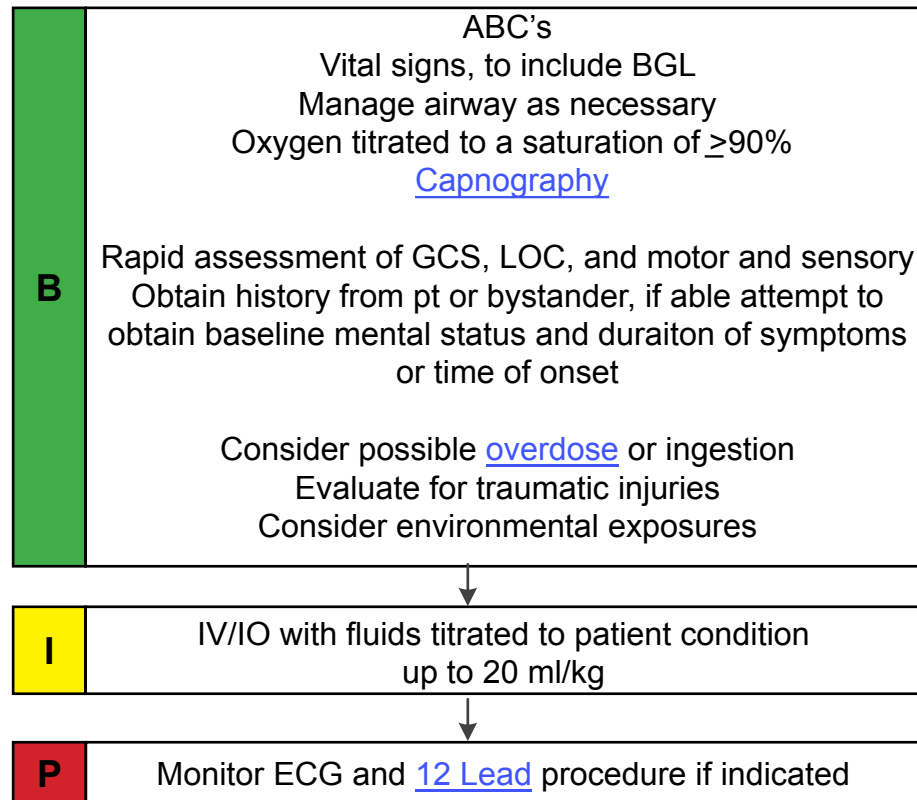 ABC’s
Vital signs, to include BGL
Manage airway as necessary
Oxygen titrated to a saturation of ≥90%
Capnography
Rapid assessment of GCS, LOC, and motor and sensory
Obtain history from pt or bystander, if able attempt to
obtain baseline mental status and duraiton of symptoms
or time of onset
Consider possible overdose or ingestion
Evaluate for traumatic injuries
Consider environmental exposures
B
IV/IO with fluids titrated to patient condition
up to 20 ml/kg
I
Monitor ECG and 12 Lead procedure if indicated
P